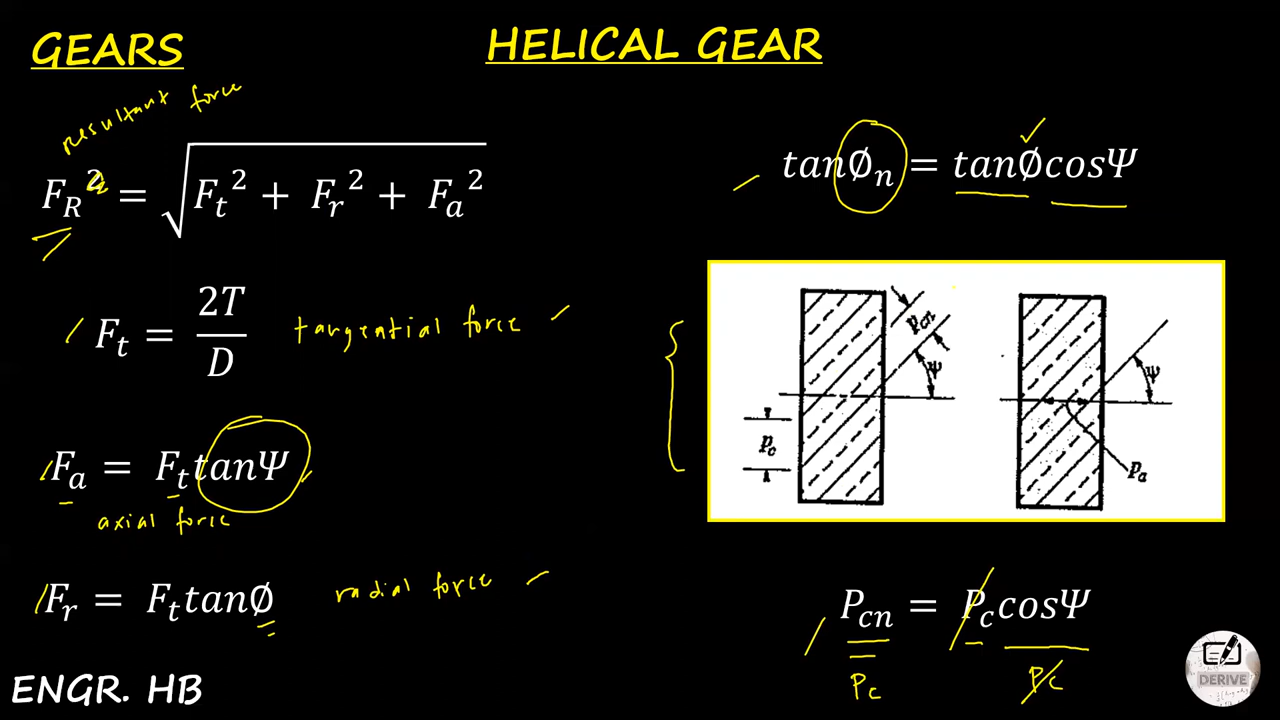 GEARS
HELICAL GEAR
resultant force
F_R² = √(F_t² + F_r² + F_a²)
tanØ_n = tanØcosΨ
F_t = 2T/D tangential force
F_a = F_t tanΨ
axial force
F_r = F_t tanØ radial force
P_cn
Ψ
P_c
Ψ
P_a
P_cn = P_c cosΨ
P_c P_c
ENGR. HB
DERIVE